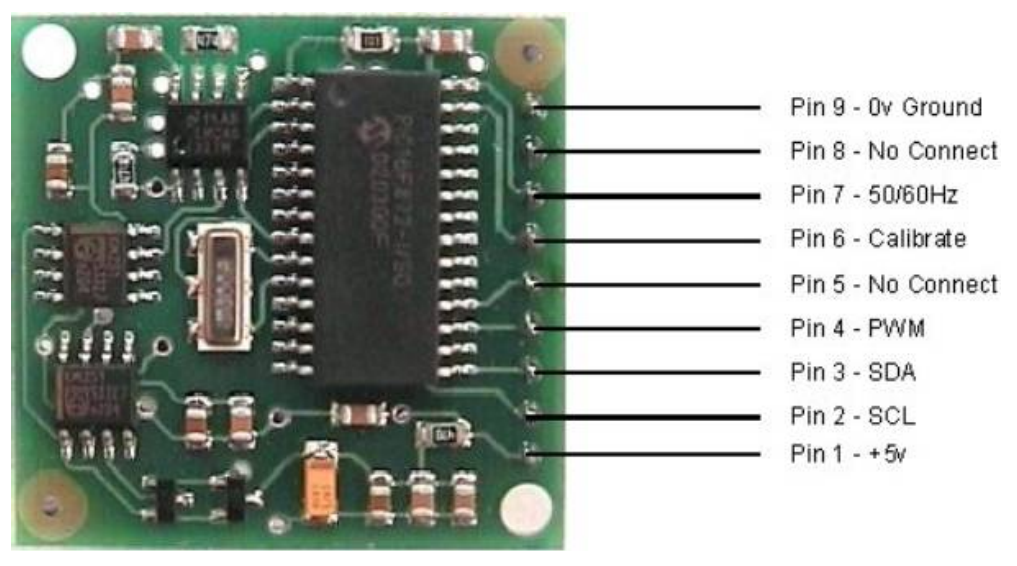 Pin 9 - 0v Ground
Pin 8 - No Connect
Pin 7 - 50/60Hz
Pin 6 - Calibrate
Pin 5 - No Connect
Pin 4 - PWM
Pin 3 - SDA
Pin 2 - SCL
Pin 1 - +5v